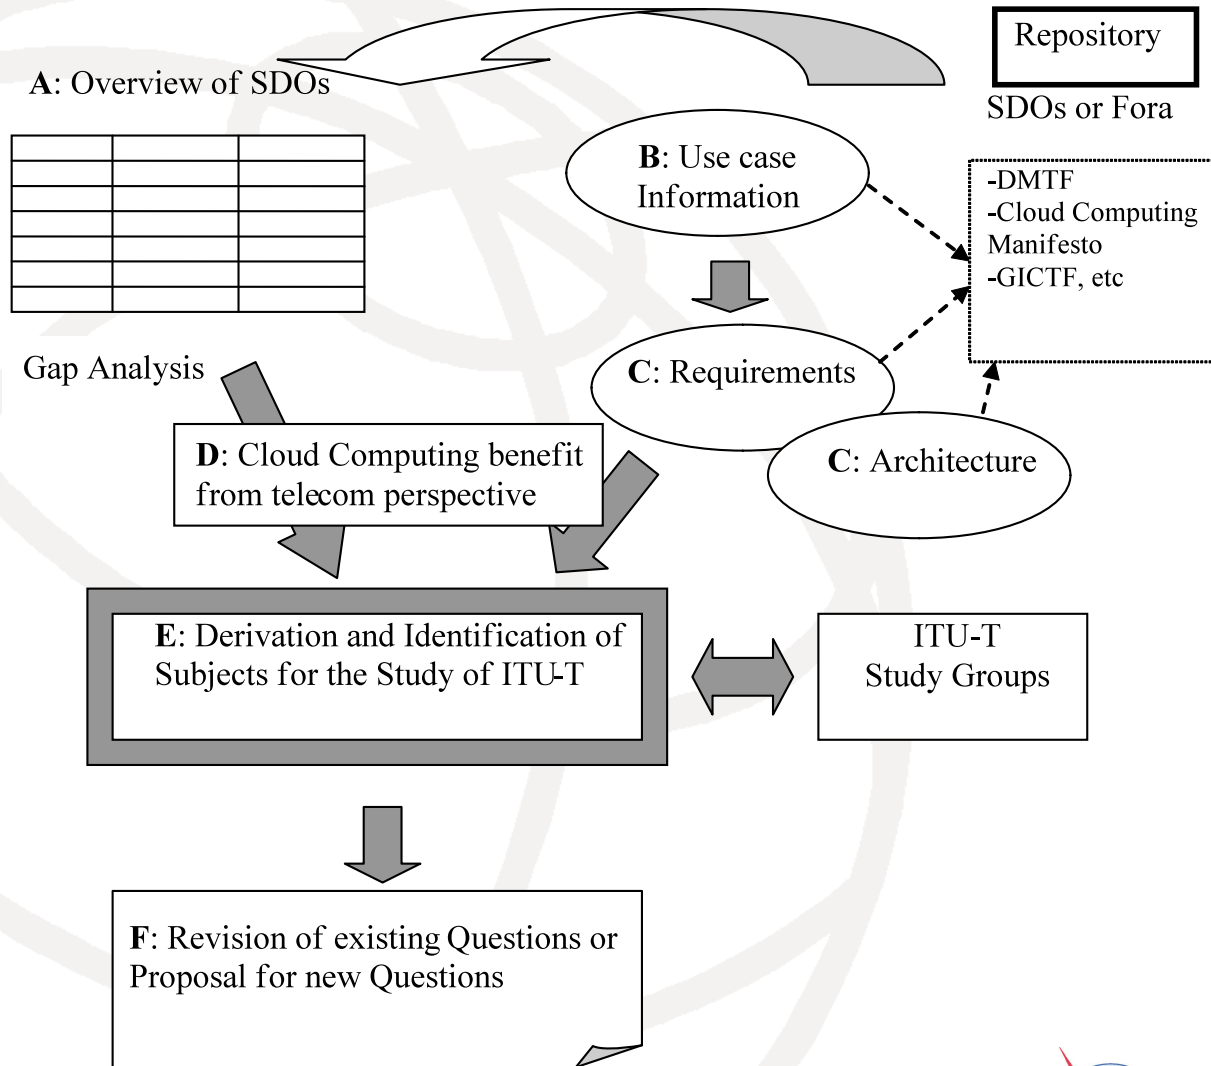 Repository
A: Overview of SDOs
SDOs or Fora
B: Use case
Information
-DMTF
-Cloud Computing
Manifesto
-GICTF, etc
Gap Analysis
C: Requirements
C: Architecture
D: Cloud Computing benefit
from telecom perspective
E: Derivation and Identification of
Subjects for the Study of ITU-T
ITU-T
Study Groups
F: Revision of existing Questions or
Proposal for new Questions